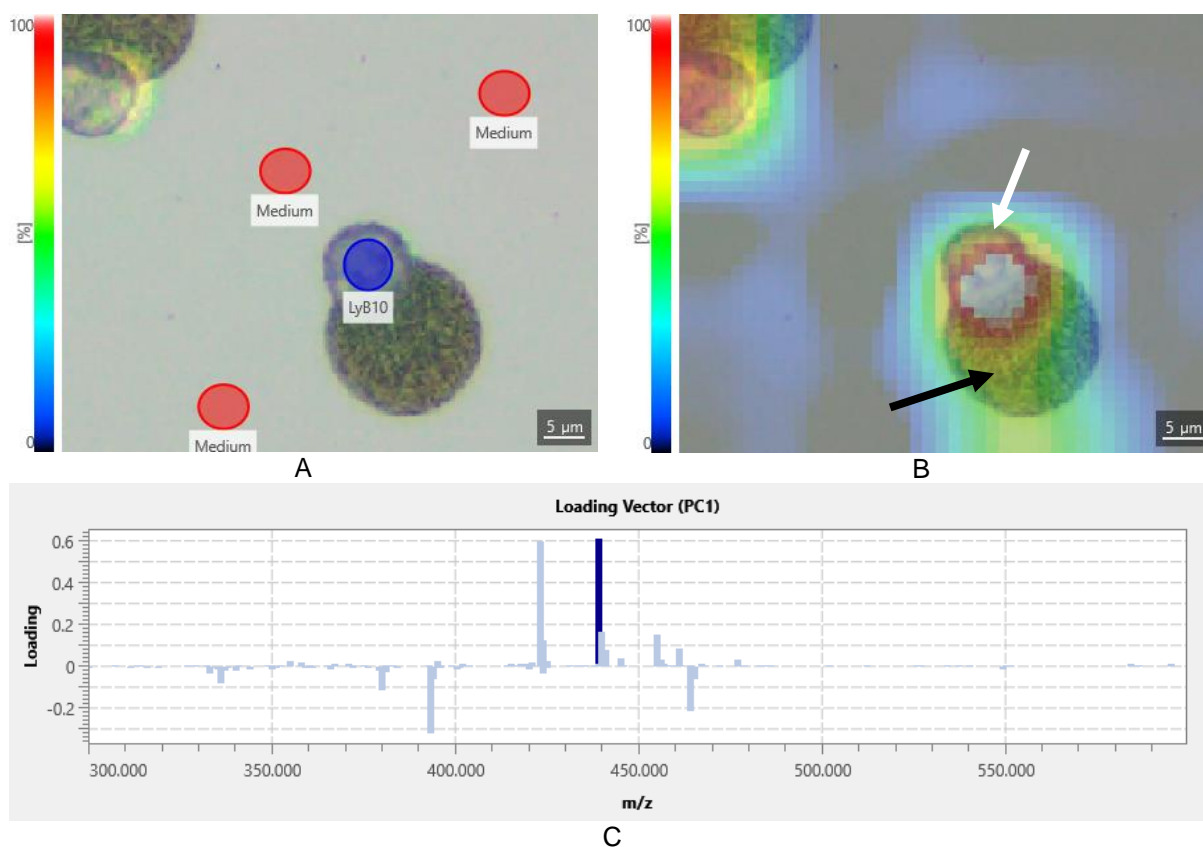 100
[%]
0
Medium
Medium
LyB10
Medium
5 µm
A
100
[%]
0
5 µm
B
Loading Vector (PC1)
Loading
0.6
0.4
0.2
0
-0.2
300.000
350.000
400.000
450.000
500.000
550.000
m/z
C